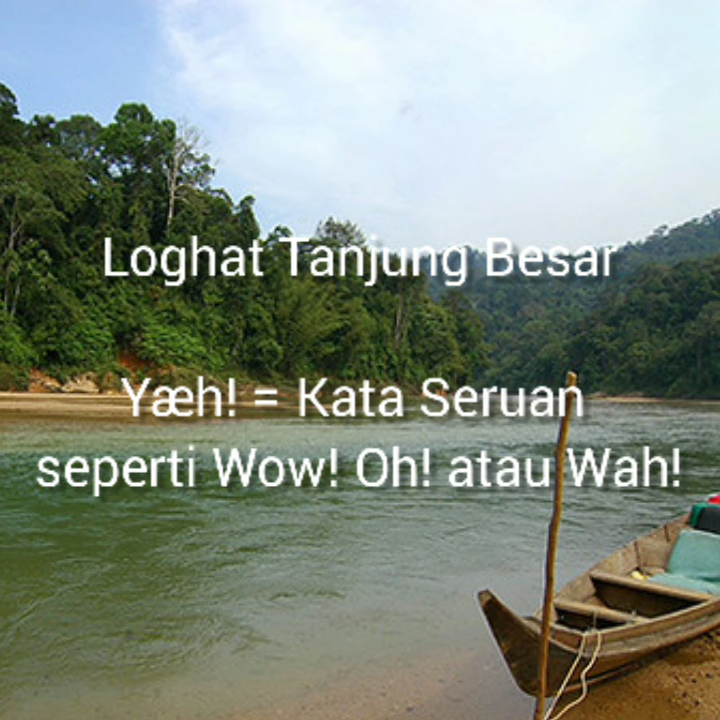 Loghat Tanjung Besar
Yæh! = Kata Seruan
seperti Wow! Oh! atau Wah!